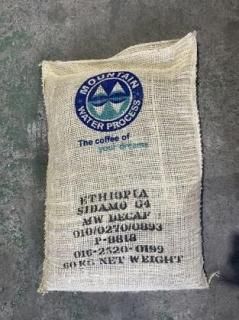 MOUNTAIN
WATER PROCESS
The coffee of
your dreams
ETHIOPIA
SIDAMO G4
MW DECAF
010/0270/0893
P-9818
016-2520-0199
60 KG NET WEIGHT